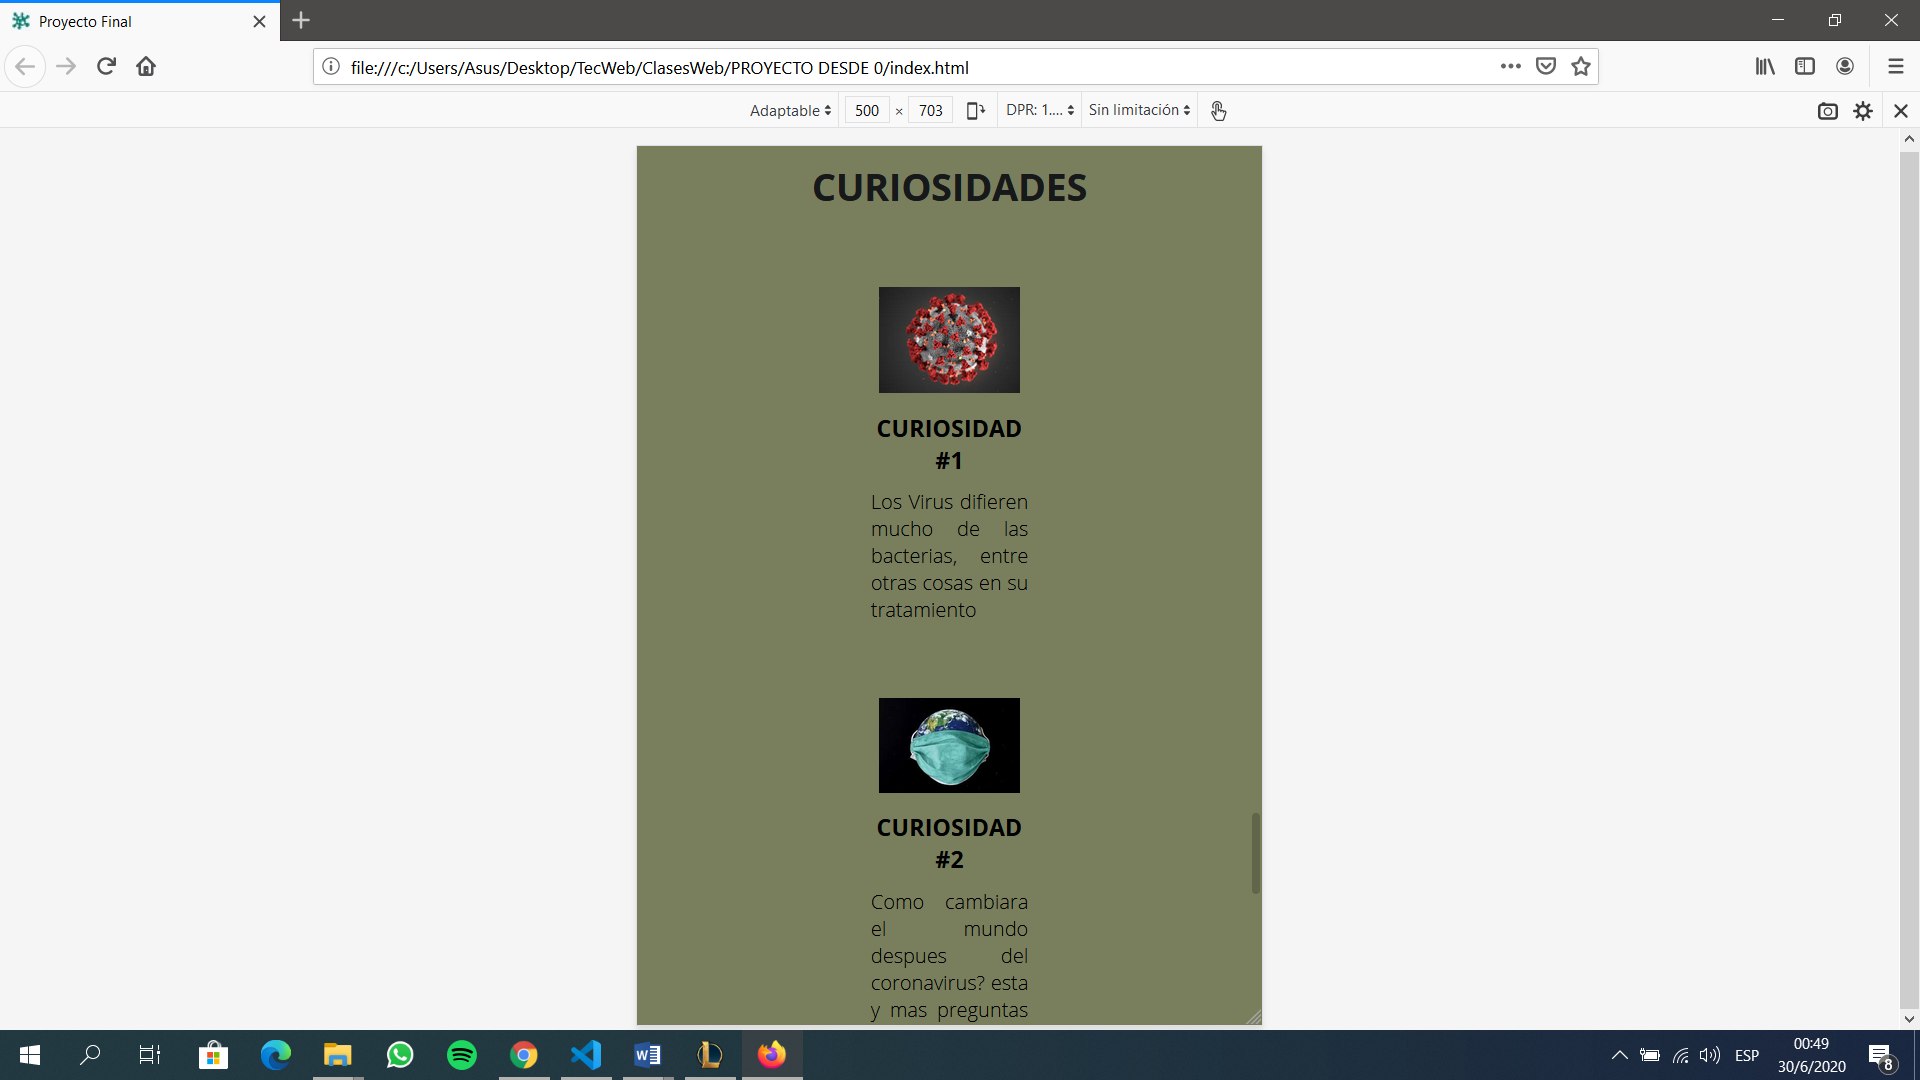 Proyecto Final
file:///c:/Users/Asus/Desktop/TecWeb/ClasesWeb/PROYECTO DESDE 0/index.html
Adaptable 500 × 703 DPR: 1.... Sin limitación
CURIOSIDADES
CURIOSIDAD
#1
Los Virus difieren
mucho de las
bacterias, entre
otras cosas en su
tratamiento
CURIOSIDAD
#2
Como cambiara
el mundo
despues del
coronavirus? esta
y mas preguntas
ESP
00:49
30/6/2020
8